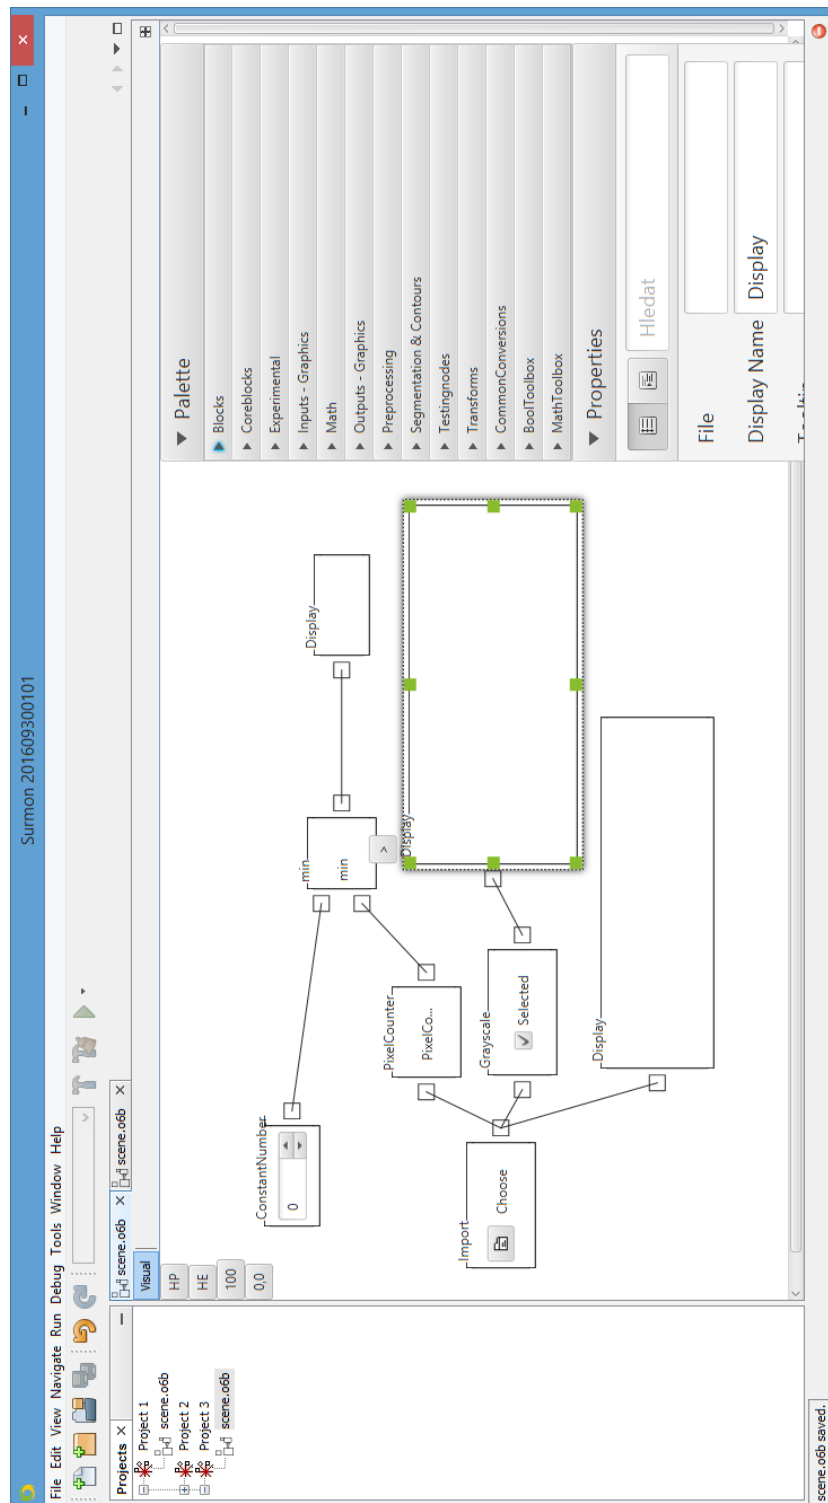 Surmon 201609300101
File Edit View Navigate Run Debug Tools Window Help
Projects
scene.o6b
scene.o6b
Project 1
scene.o6b
Project 2
Project 3
scene.o6b
Visual
HP
HE
100
0,0
ConstantNumber
0
min
min
>
Display
PixelCounter
PixelCo...
Import
Choose
Grayscale
Selected
Display
Display
Palette
Blocks
Coreblocks
Experimental
Inputs - Graphics
Math
Outputs - Graphics
Preprocessing
Segmentation & Contours
Testingnodes
Transforms
CommonConversions
BoolToolbox
MathToolbox
Properties
Hledat
File
Display Name Display
scene.o6b saved.